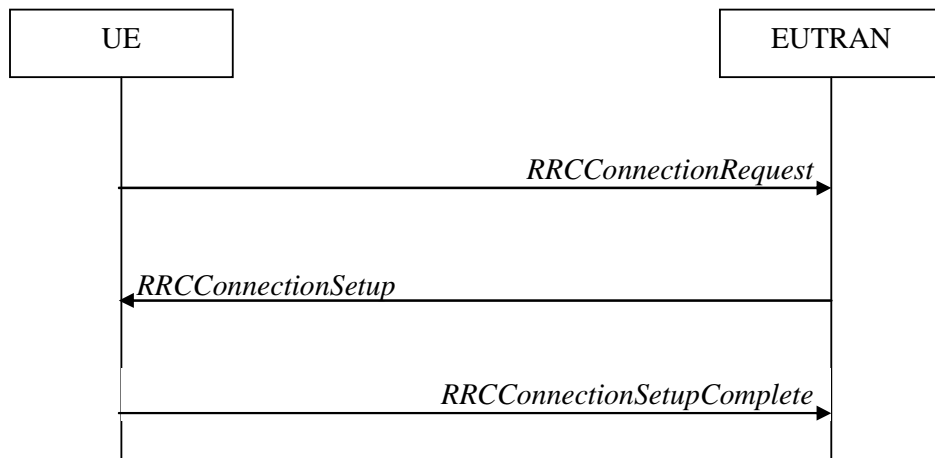 UE
EUTRAN
RRCConnectionRequest
RRCConnectionSetup
RRCConnectionSetupComplete